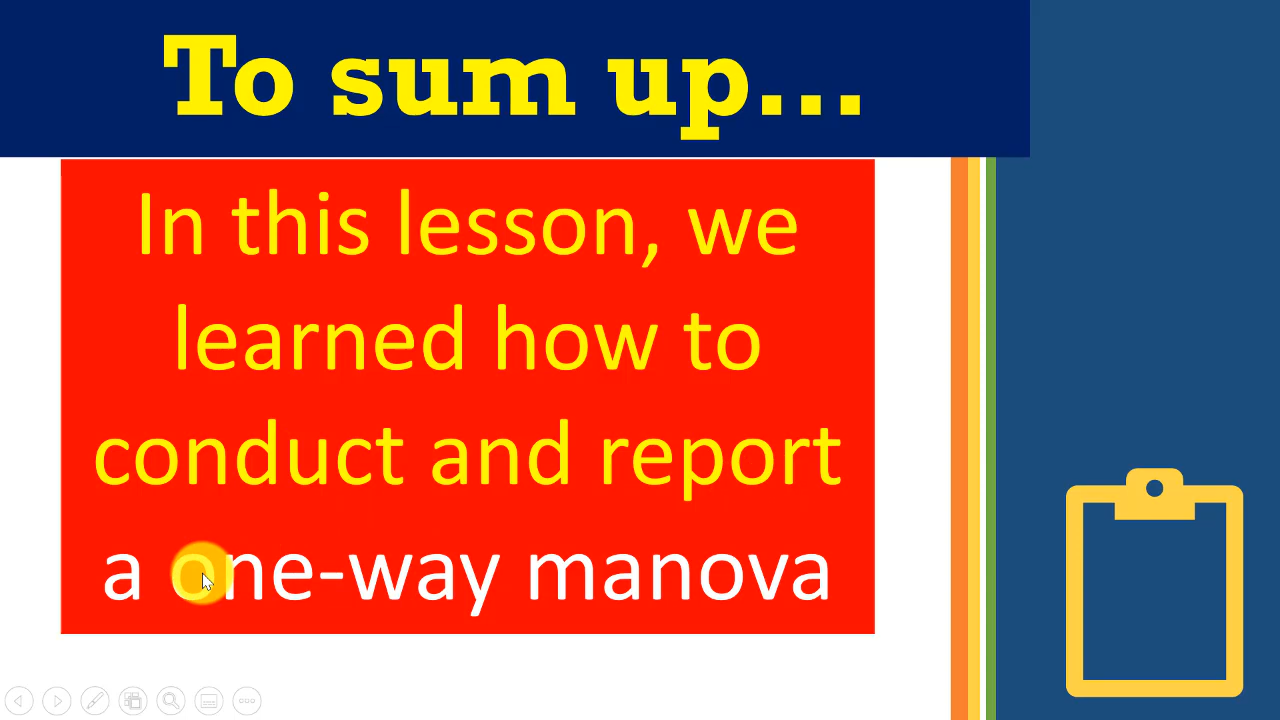 To sum up...
In this lesson, we
learned how to
conduct and report
a one-way manova